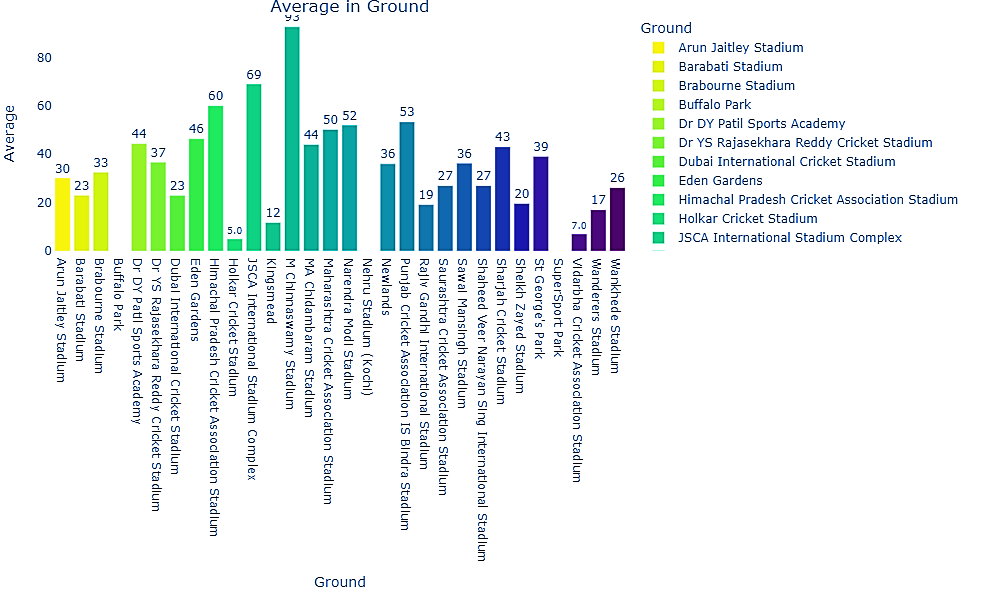 Average in Ground
Average
80
60
40
20
0
30
23
33
44
37
23
46
60
5.0
69
12
93
44
50
52
36
53
19
27
36
27
43
20
39
7.0
17
26
Arun Jaitley Stadium
Barabati Stadium
Brabourne Stadium
Buffalo Park
Dr DY Patil Sports Academy
Dr YS Rajasekhara Reddy Cricket Stadium
Dubai International Cricket Stadium
Eden Gardens
Himachal Pradesh Cricket Association Stadium
Holkar Cricket Stadium
JSCA International Stadium Complex
Kingsmead
M Chinnaswamy Stadium
MA Chidambaram Stadium
Maharashtra Cricket Association Stadium
Narendra Modi Stadium
Nehru Stadium (Kochi)
Newlands
Punjab Cricket Association IS Bindra Stadium
Rajiv Gandhi International Stadium
Saurashtra Cricket Association Stadium
Sawai Mansingh Stadium
Shaheed Veer Narayan Sing International Stadium
Sharjah Cricket Stadium
Sheikh Zayed Stadium
St George's Park
SuperSport Park
Vidarbha Cricket Association Stadium
Wanderers Stadium
Wankhede Stadium
Ground
Ground
Arun Jaitley Stadium
Barabati Stadium
Brabourne Stadium
Buffalo Park
Dr DY Patil Sports Academy
Dr YS Rajasekhara Reddy Cricket Stadium
Dubai International Cricket Stadium
Eden Gardens
Himachal Pradesh Cricket Association Stadium
Holkar Cricket Stadium
JSCA International Stadium Complex